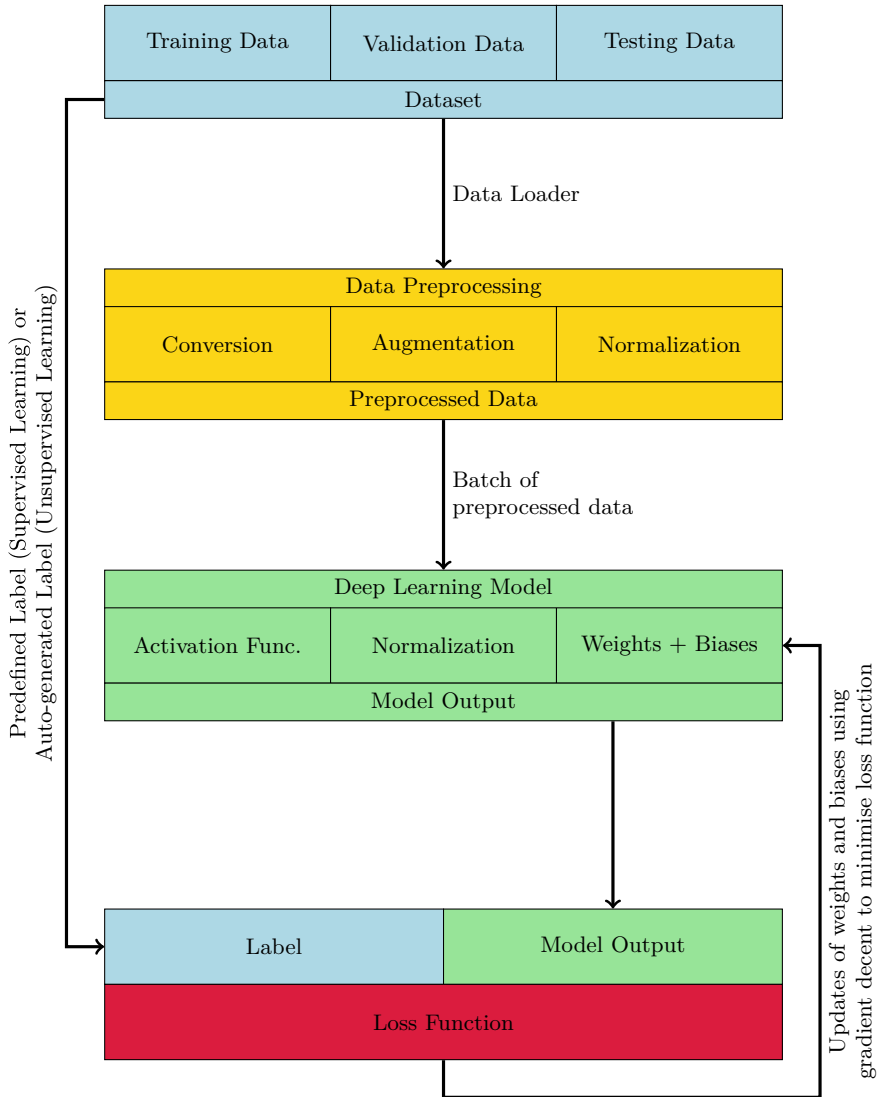 Training Data
Validation Data
Testing Data
Dataset
Data Loader
Data Preprocessing
Conversion
Augmentation
Normalization
Preprocessed Data
Predefined Label (Supervised Learning) or
Auto-generated Label (Unsupervised Learning)
Batch of
preprocessed data
Deep Learning Model
Activation Func.
Normalization
Weights + Biases
Model Output
Updates of weights and biases using
gradient decent to minimise loss function
Label
Model Output
Loss Function